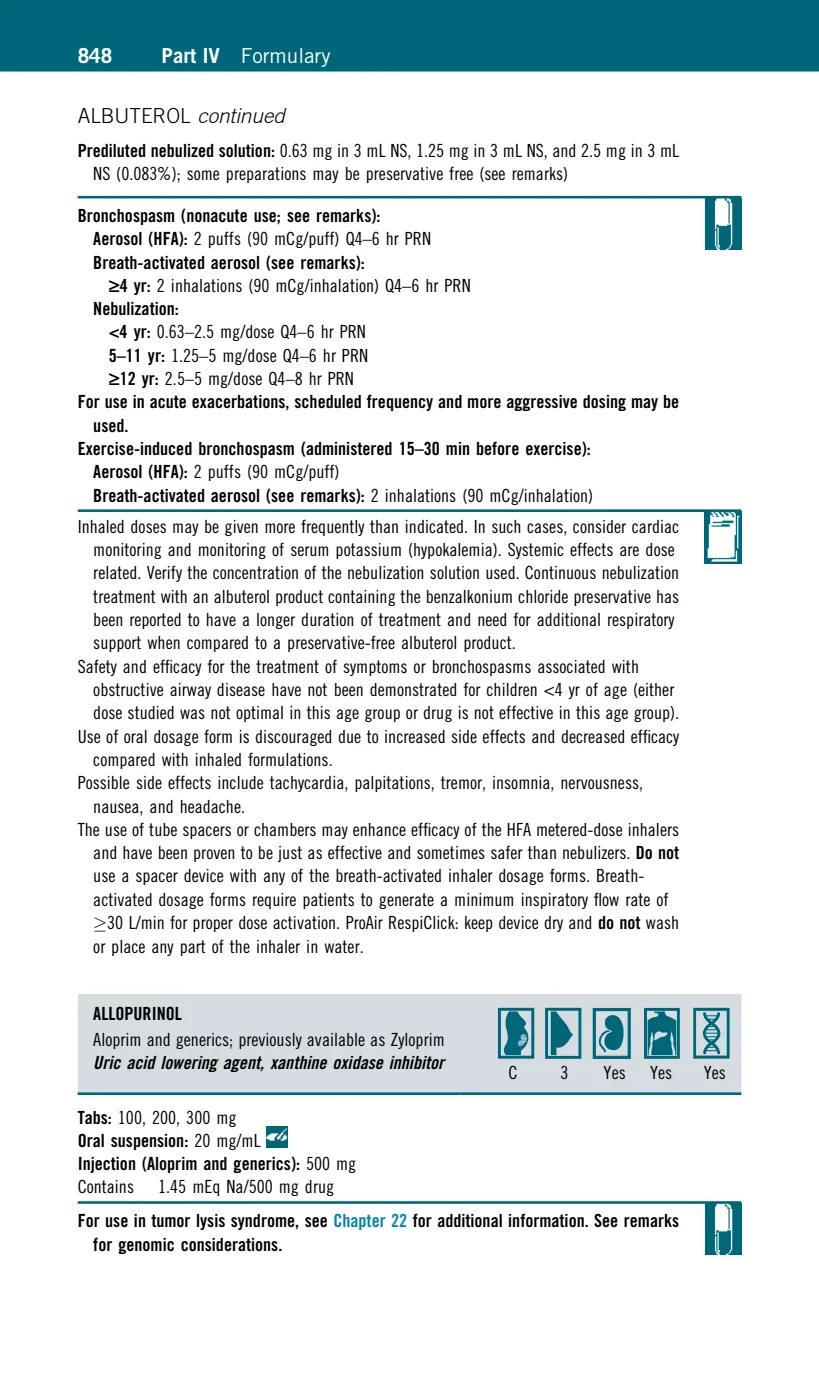 848 Part IV Formulary
ALBUTEROL continued
Prediluted nebulized solution: 0.63 mg in 3 mL NS, 1.25 mg in 3 mL NS, and 2.5 mg in 3 mL
NS (0.083%); some preparations may be preservative free (see remarks)
Bronchospasm (nonacute use; see remarks):
Aerosol (HFA): 2 puffs (90 mCg/puff) Q4–6 hr PRN
Breath-activated aerosol (see remarks):
≥4 yr: 2 inhalations (90 mCg/inhalation) Q4–6 hr PRN
Nebulization:
<4 yr: 0.63–2.5 mg/dose Q4–6 hr PRN
5–11 yr: 1.25–5 mg/dose Q4–6 hr PRN
≥12 yr: 2.5–5 mg/dose Q4–8 hr PRN
For use in acute exacerbations, scheduled frequency and more aggressive dosing may be
used.
Exercise-induced bronchospasm (administered 15–30 min before exercise):
Aerosol (HFA): 2 puffs (90 mCg/puff)
Breath-activated aerosol (see remarks): 2 inhalations (90 mCg/inhalation)
Inhaled doses may be given more frequently than indicated. In such cases, consider cardiac
monitoring and monitoring of serum potassium (hypokalemia). Systemic effects are dose
related. Verify the concentration of the nebulization solution used. Continuous nebulization
treatment with an albuterol product containing the benzalkonium chloride preservative has
been reported to have a longer duration of treatment and need for additional respiratory
support when compared to a preservative-free albuterol product.
Safety and efficacy for the treatment of symptoms or bronchospasms associated with
obstructive airway disease have not been demonstrated for children <4 yr of age (either
dose studied was not optimal in this age group or drug is not effective in this age group).
Use of oral dosage form is discouraged due to increased side effects and decreased efficacy
compared with inhaled formulations.
Possible side effects include tachycardia, palpitations, tremor, insomnia, nervousness,
nausea, and headache.
The use of tube spacers or chambers may enhance efficacy of the HFA metered-dose inhalers
and have been proven to be just as effective and sometimes safer than nebulizers. Do not
use a spacer device with any of the breath-activated inhaler dosage forms. Breath-
activated dosage forms require patients to generate a minimum inspiratory flow rate of
≥30 L/min for proper dose activation. ProAir RespiClick: keep device dry and do not wash
or place any part of the inhaler in water.
ALLOPURINOL
Aloprim and generics; previously available as Zyloprim
Uric acid lowering agent, xanthine oxidase inhibitor
C 3 Yes Yes Yes
Tabs: 100, 200, 300 mg
Oral suspension: 20 mg/mL
Injection (Aloprim and generics): 500 mg
Contains 1.45 mEq Na/500 mg drug
For use in tumor lysis syndrome, see Chapter 22 for additional information. See remarks
for genomic considerations.